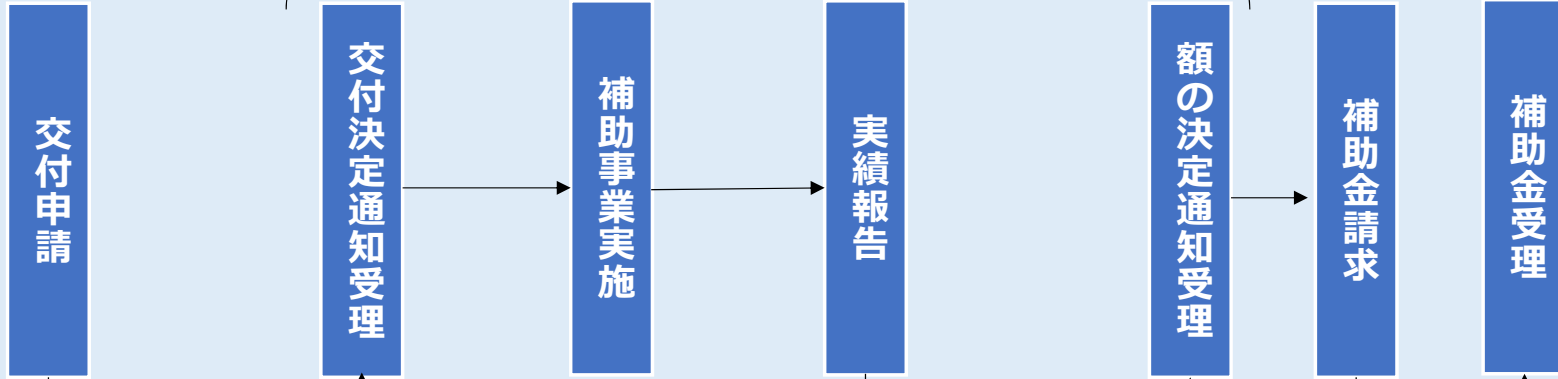 交付申請
交付決定通知受理
補助事業実施
実績報告
額の決定通知受理
補助金請求
補助金受理